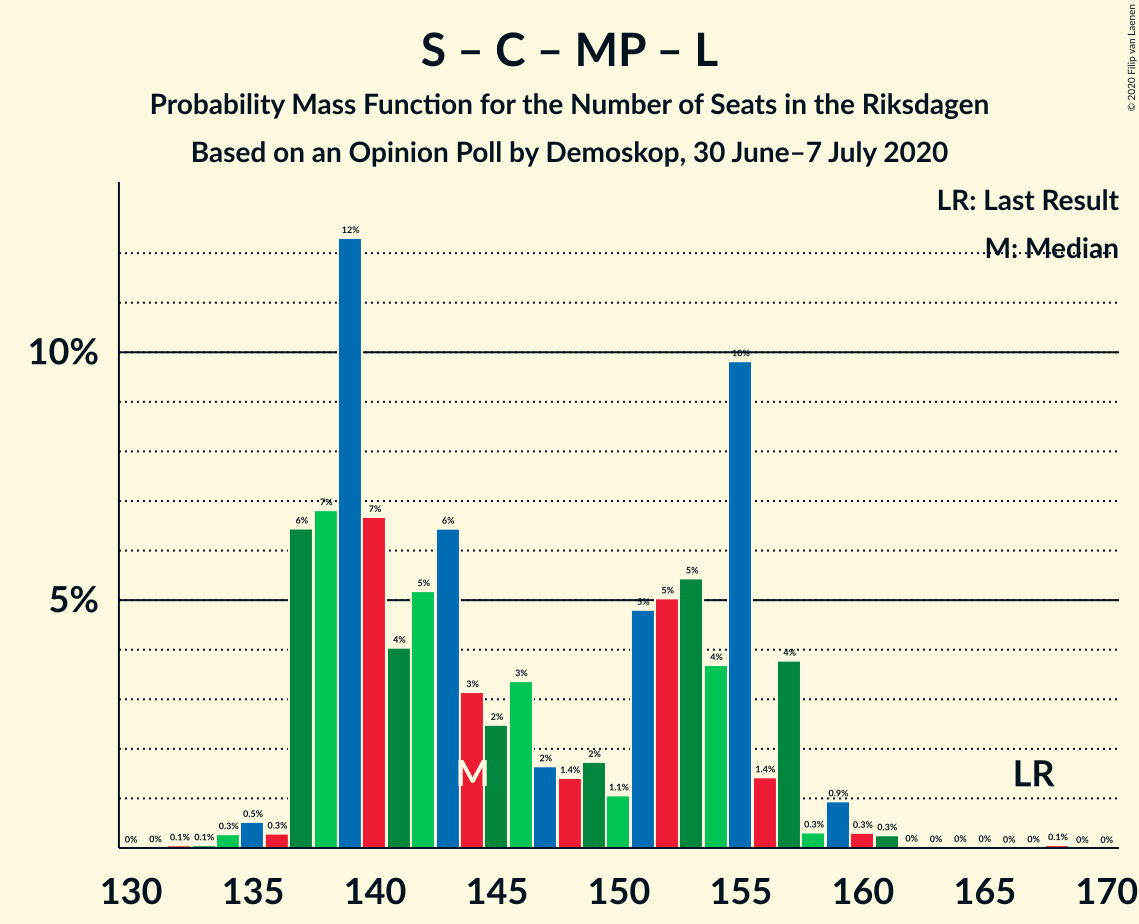 S – C – MP – L
Probability Mass Function for the Number of Seats in the Riksdagen
Based on an Opinion Poll by Demoskop, 30 June–7 July 2020
© 2020 Filip van Laenen
LR: Last Result
M: Median
10%
5%
0% 0% 0.1% 0.1% 0.3% 0.5% 0.3% 6% 7% 12% 7% 4% 5% 6% 3% 2% 3% 2% 1.4% 2% 1.1% 5% 5% 5% 4% 10% 1.4% 4% 0.3% 0.9% 0.3% 0.3% 0% 0% 0% 0% 0% 0% 0.1% 0% 0%
M
LR
130 135 140 145 150 155 160 165 170